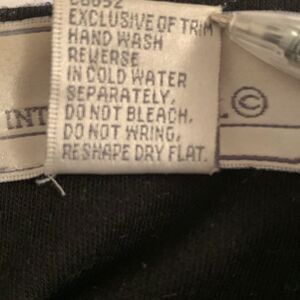 EXCLUSIVE OF TRIM
HAND WASH
REVERSE
IN COLD WATER
SEPARATELY,
DO NOT BLEACH,
DO NOT WRING,
RESHAPE DRY FLAT.
INT
©